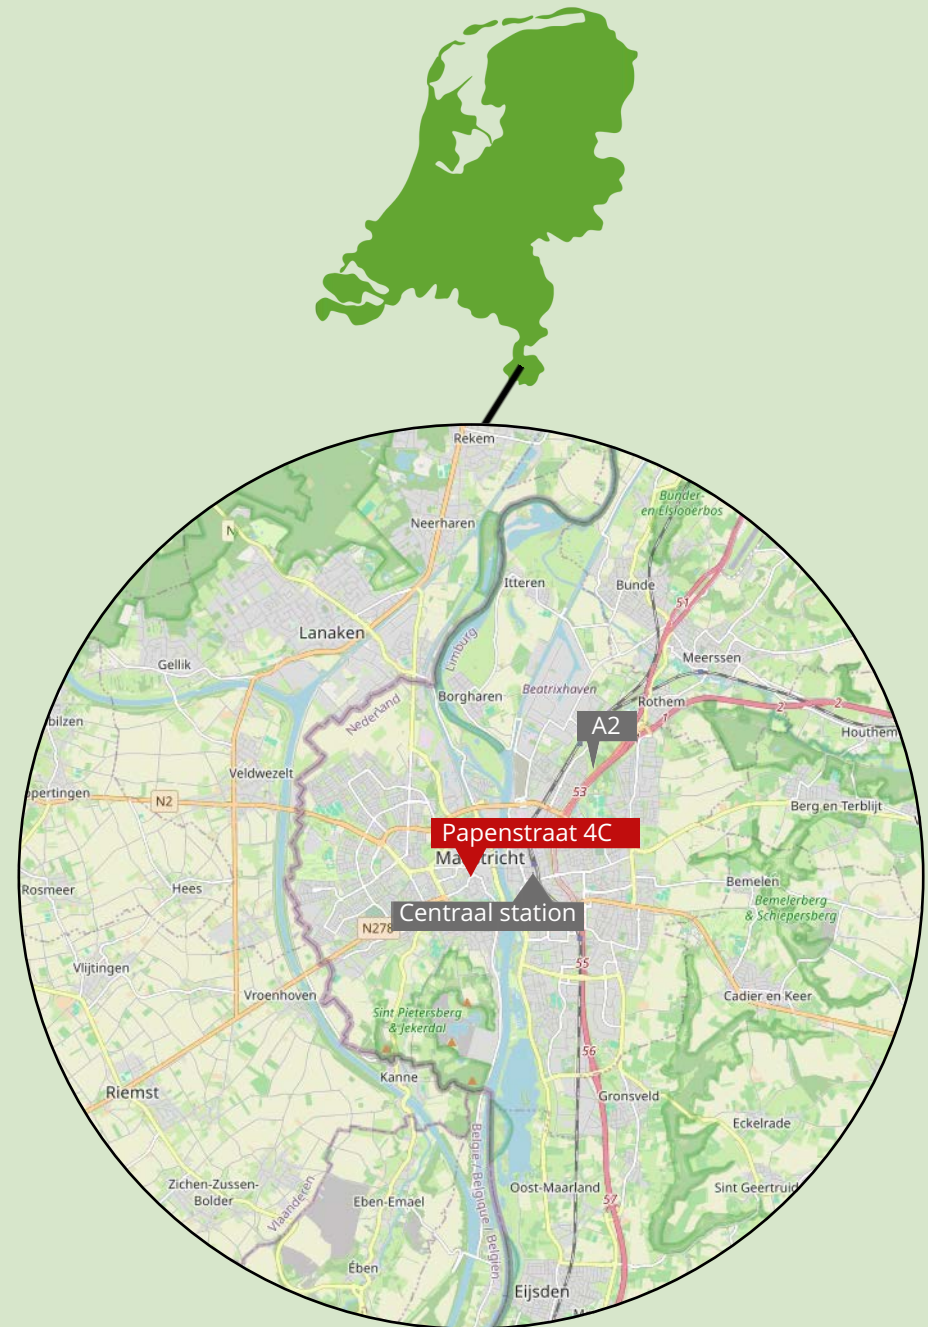 Rekem
Bunder-
en Elslooerbos
N
Neerharen
Itteren
Bunde
51
Lanaken
Limburg
Gellik
Meerssen
Borgharen
Beatrixhaven
Rothem
Nederland
2
2
1
bilzen
A2
Houthem
Veldwezelt
53
N2
Berg en Terblijt
Papenstraat 4C
Rosmeer
Hees
Bemelen
Centraal station
Bemelerberg
& Schiepersberg
N278
55
Vlijtingen
Vroenhoven
Cadier en Keer
Sint Pietersberg
& Jekerdal
56
Kanne
Riemst
Gronsveld
Eckelrade
België / Belgique / Belgien
Zichen-Zussen-
Bolder
Vlaanderen
Eben-Emael
Oost-Maarland
Sint Geertruid
57
Ében
Eijsden